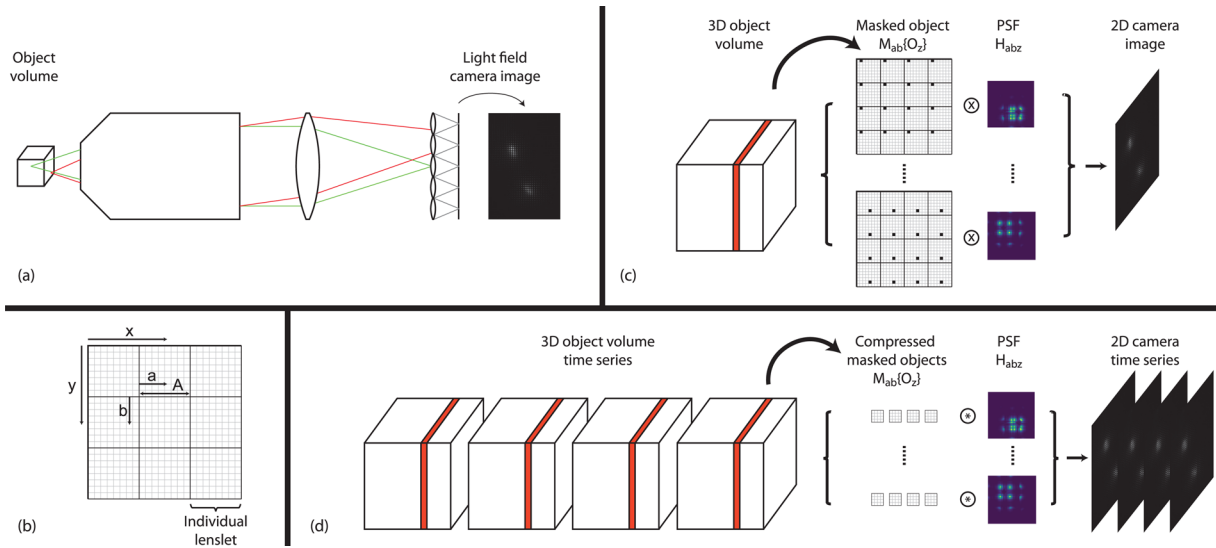 Object
volume
Light field
camera image
(a)
x
y
a
A
b
Individual
lenslet
(b)
3D object
volume
Masked object
M_ab{O_z}
PSF
H_abz
2D camera
image
(c)
3D object volume
time series
Compressed
masked objects
M_ab{O_z}
PSF
H_abz
2D camera
time series
(d)